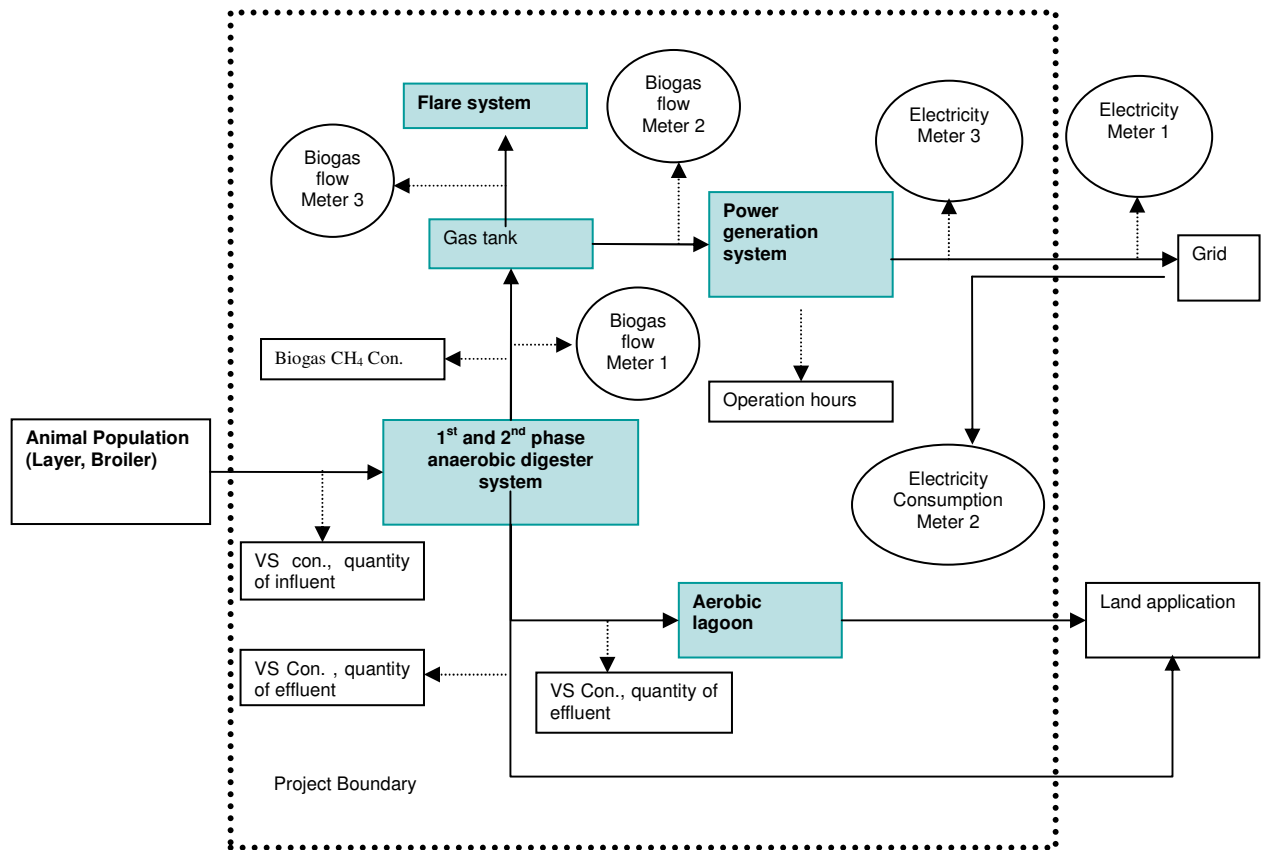 Flare system
Biogas
flow
Meter 2
Electricity
Meter 3
Electricity
Meter 1
Biogas
flow
Meter 3
Gas tank
Power
generation
system
Grid
Biogas CH₄ Con.
Biogas
flow
Meter 1
Operation hours
Animal Population
(Layer, Broiler)
1st and 2nd phase
anaerobic digester
system
Electricity
Consumption
Meter 2
VS con., quantity
of influent
Aerobic
lagoon
Land application
VS Con. , quantity
of effluent
VS Con., quantity of
effluent
Project Boundary